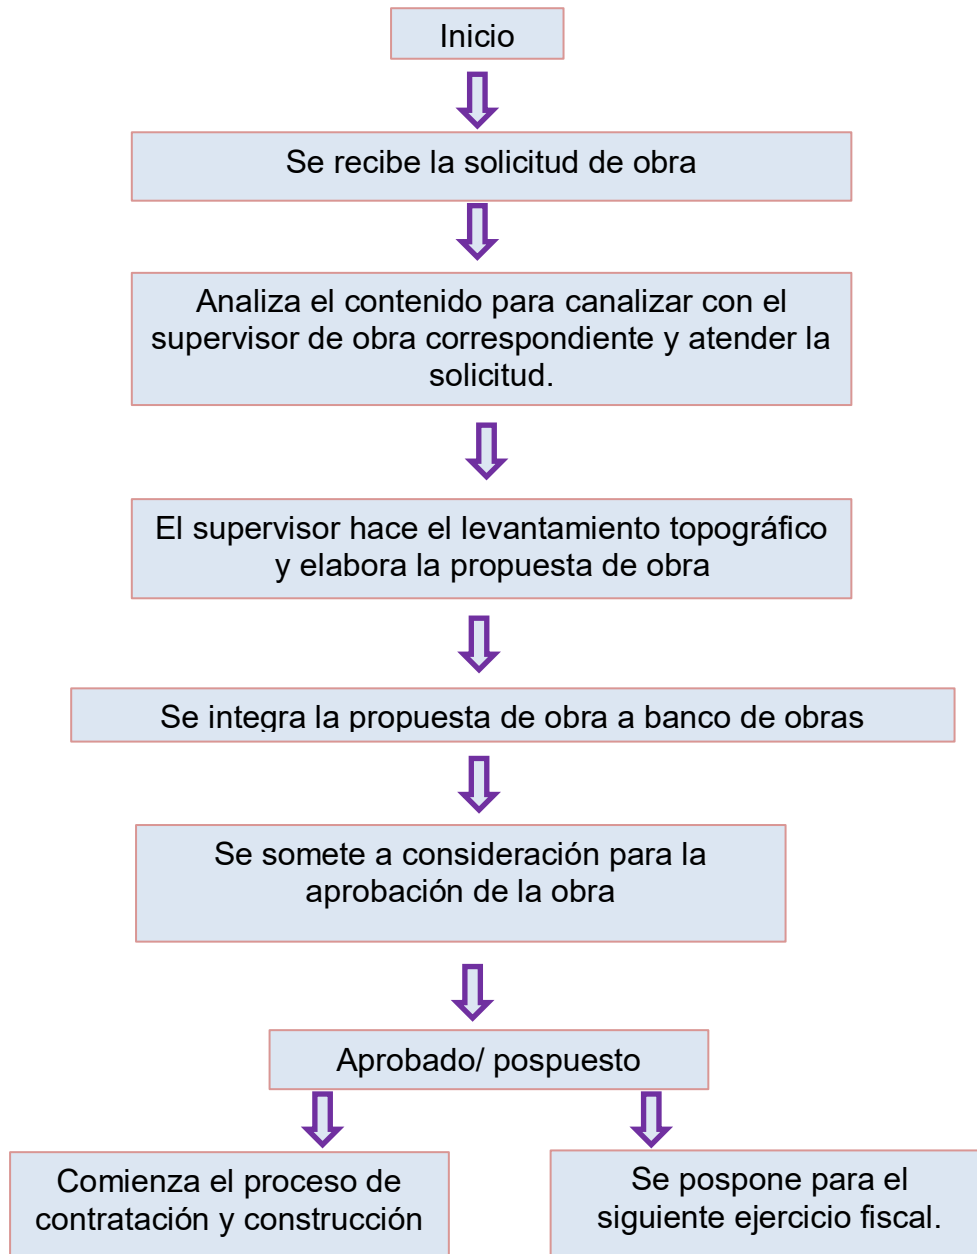 Inicio
Se recibe la solicitud de obra
Analiza el contenido para canalizar con el
supervisor de obra correspondiente y atender la
solicitud.
El supervisor hace el levantamiento topográfico
y elabora la propuesta de obra
Se integra la propuesta de obra a banco de obras
Se somete a consideración para la
aprobación de la obra
Aprobado/ pospuesto
Comienza el proceso de
contratación y construcción
Se pospone para el
siguiente ejercicio fiscal.